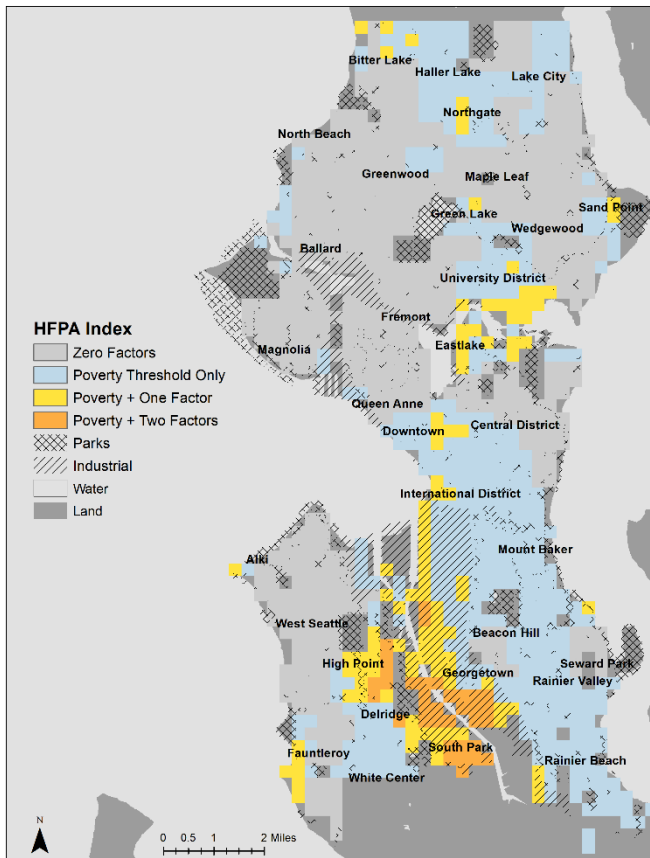 Bitter Lake
Haller Lake
Lake City
Northgate
North Beach
Greenwood
Maple Leaf
Sand Point
Green Lake
Wedgewood
Ballard
University District
Fremont
HFPA Index
Zero Factors
Poverty Threshold Only
Poverty + One Factor
Poverty + Two Factors
Parks
Industrial
Water
Land
Eastlake
Magnolia
Queen Anne
Central District
Downtown
International District
Mount Baker
Alki
West Seattle
Beacon Hill
High Point
Seward Park
Georgetown
Rainier Valley
Delridge
South Park
Fauntleroy
Rainier Beach
White Center
N
0 0.5 1 2 Miles